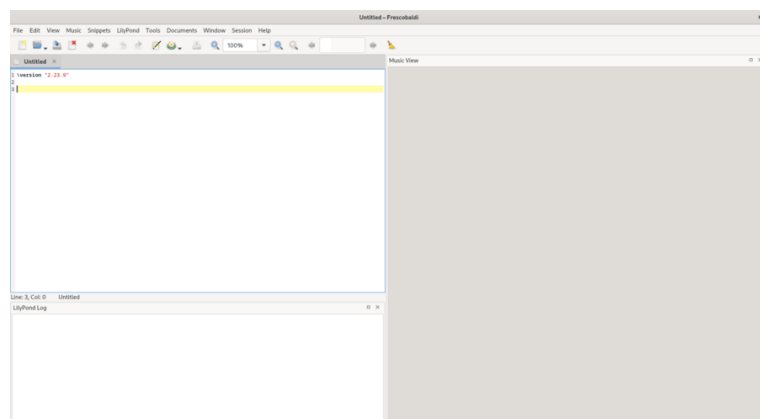 Untitled – Frescobaldi
File Edit View Music Snippets LilyPond Tools Documents Window Session Help
100%
Untitled
Music View
1 \version "2.23.9"
2
3
Line: 3, Col: 0 Untitled
LilyPond Log